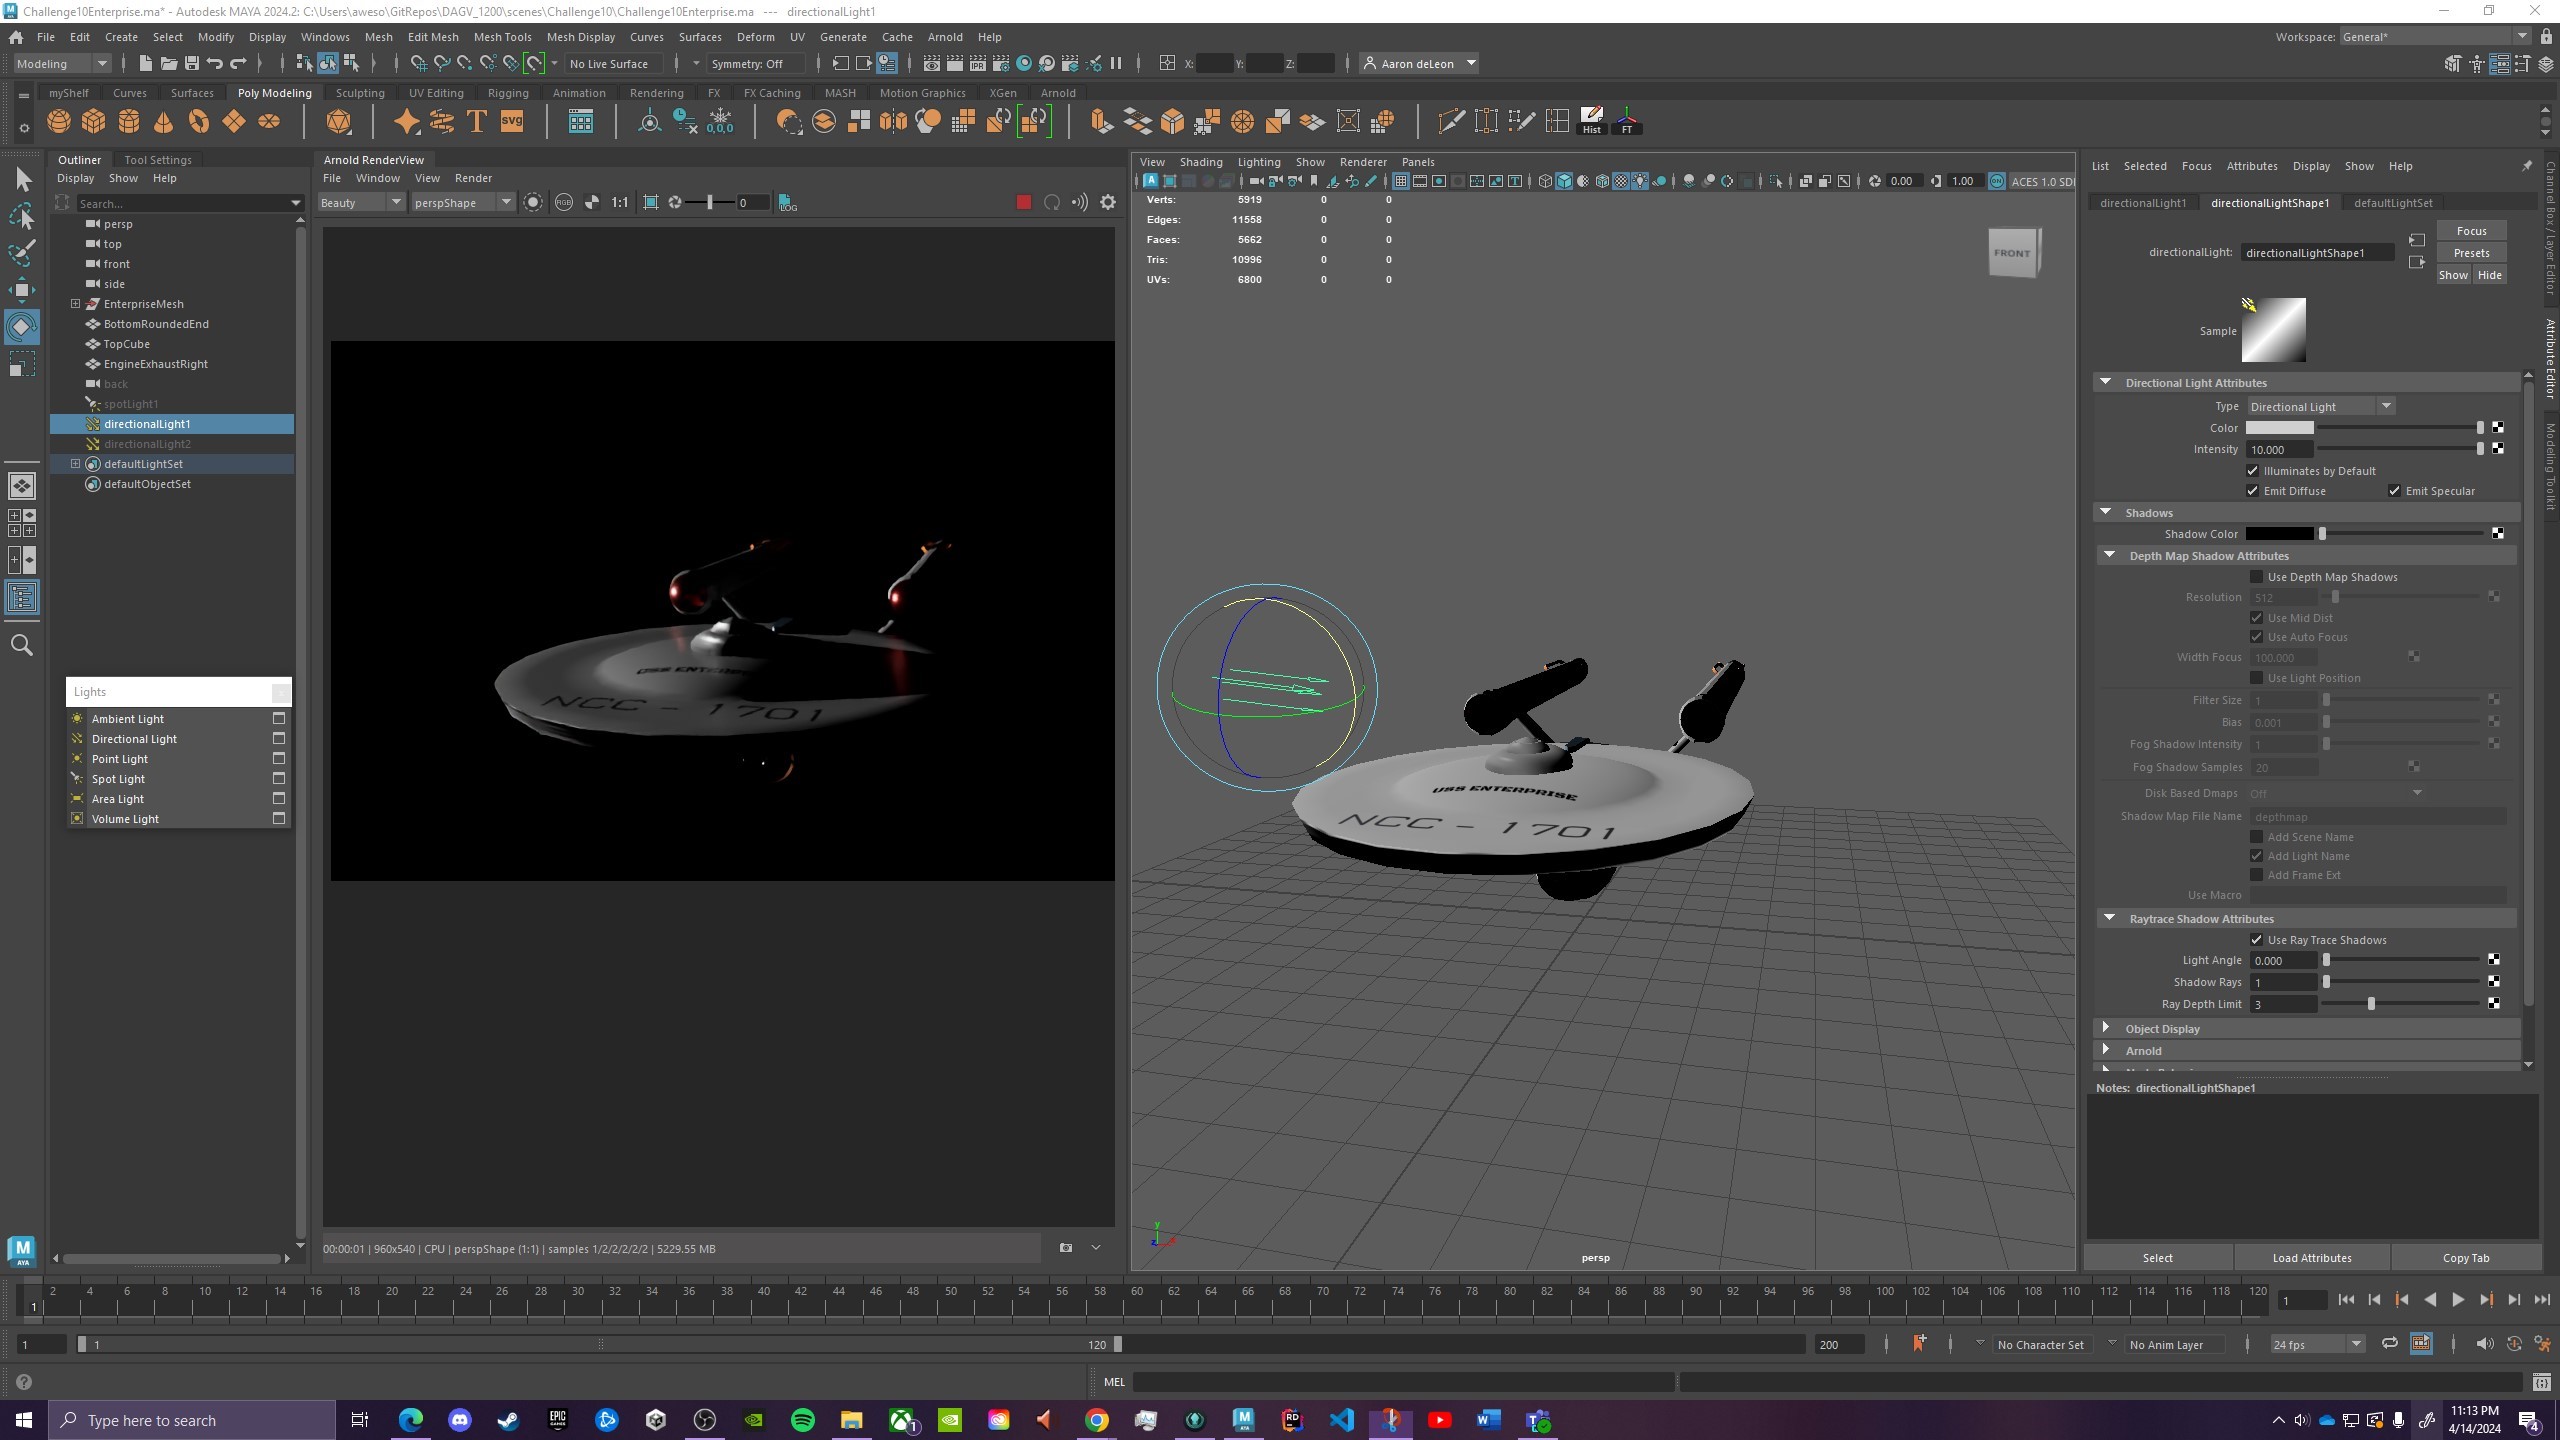 Challenge10Enterprise.ma* - Autodesk MAYA 2024.2: C:\Users\aweso\GitRepos\DAGV_1200\scenes\Challenge10\Challenge10Enterprise.ma --- directionalLight1
File Edit Create Select Modify Display Windows Mesh Edit Mesh Mesh Tools Mesh Display Curves Surfaces Deform UV Generate Cache Arnold Help
Workspace: General*
Modeling
No Live Surface
Symmetry: Off
X: Y: Z:
Aaron deLeon
myShelf Curves Surfaces Poly Modeling Sculpting UV Editing Rigging Animation Rendering FX FX Caching MASH Motion Graphics XGen Arnold
T SVG 0,0,0 Hist FT
Outliner Tool Settings
Display Show Help
Search...
persp
top
front
side
EnterpriseMesh
BottomRoundedEnd
TopCube
EngineExhaustRight
back
spotLight1
directionalLight1
directionalLight2
defaultLightSet
defaultObjectSet
Lights
Ambient Light
Directional Light
Point Light
Spot Light
Area Light
Volume Light
Arnold RenderView
File Window View Render
Beauty perspShape RGB 1:1 0 LOG
USS ENTERPR
NCC - 1701
00:00:01 | 960x540 | CPU | perspShape (1:1) | samples 1/2/2/2/2/2 | 5229.55 MB
View Shading Lighting Show Renderer Panels
0.00 1.00 ACES 1.0 SD
Verts: 5919 0 0
Edges: 11558 0 0
Faces: 5662 0 0
Tris: 10996 0 0
UVs: 6800 0 0
FRONT
USS ENTERPRISE
NCC - 1701
y
persp
List Selected Focus Attributes Display Show Help
directionalLight1 directionalLightShape1 defaultLightSet
Focus
directionalLight: directionalLightShape1
Presets
Show Hide
Sample
Directional Light Attributes
Type Directional Light
Color
Intensity 10.000
Illuminates by Default
Emit Diffuse Emit Specular
Shadows
Shadow Color
Depth Map Shadow Attributes
Use Depth Map Shadows
Resolution 512
Use Mid Dist
Use Auto Focus
Width Focus 100.000
Use Light Position
Filter Size 1
Bias 0.001
Fog Shadow Intensity 1
Fog Shadow Samples 20
Disk Based Dmaps Off
Shadow Map File Name depthmap
Add Scene Name
Add Light Name
Add Frame Ext
Use Macro
Raytrace Shadow Attributes
Use Ray Trace Shadows
Light Angle 0.000
Shadow Rays 1
Ray Depth Limit 3
Object Display
Arnold
Notes: directionalLightShape1
Select Load Attributes Copy Tab
Channel Box / Layer Editor
Attribute Editor
Modeling Toolkit
M
AYA
1 2 4 6 8 10 12 14 16 18 20 22 24 26 28 30 32 34 36 38 40 42 44 46 48 50 52 54 56 58 60 62 64 66 68 70 72 74 76 78 80 82 84 86 88 90 92 94 96 98 100 102 104 106 108 110 112 114 116 118 120
1
1 1 120 200
No Character Set
No Anim Layer
24 fps
MEL
Type here to search
11:13 PM
4/14/2024